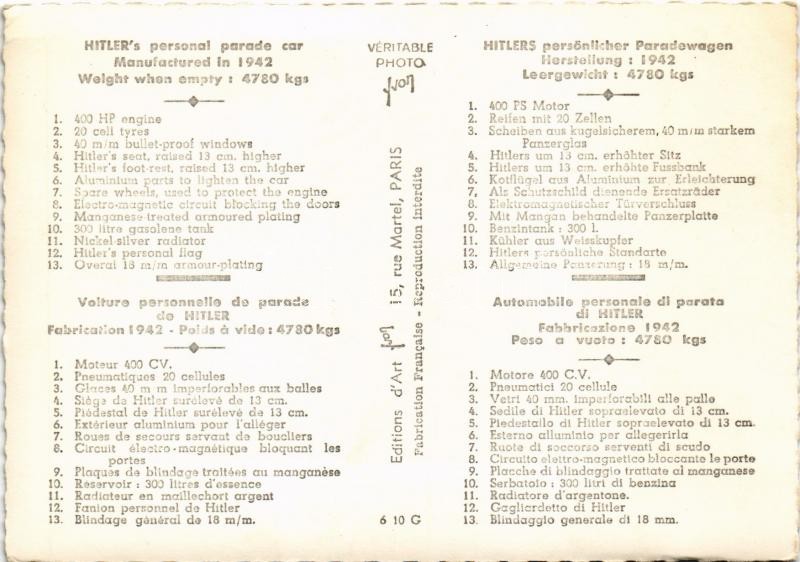 HITLER's personal parade car
Manufactured in 1942
Weight when empty : 4780 kgs
1. 400 HP engine
2. 20 cell tyres
3. 40 m/m bullet-proof windows
4. Hitler's seat, raised 13 cm. higher
5. Hitler's foot-rest, raised 13 cm. higher
6. Aluminium parts to lighten the car
7. Spare wheels, used to protect the engine
8. Electro-magnetic circuit blocking the doors
9. Manganese-treated armoured plating
10. 300 litre gasolene tank
11. Nickel-silver radiator
12. Hitler's personal flag
13. Overal 18 m/m armour-plating
Voiture personnelle de parade
de HITLER
Fabrication 1942 - Poids à vide : 4780 kgs
1. Moteur 400 CV.
2. Pneumatiques 20 cellules
3. Glaces 40 m m imperforables aux balles
4. Siège de Hitler surélevé de 13 cm.
5. Piédestal de Hitler surélevé de 13 cm.
6. Extérieur aluminium pour l'alléger
7. Roues de secours servant de boucliers
8. Circuit électro-magnétique bloquant les
portes
9. Plaques de blindage traitées au manganèse
10. Réservoir : 300 litres d'essence
11. Radiateur en maillechort argent
12. Fanion personnel de Hitler
13. Blindage général de 18 m/m.
VÉRITABLE
PHOTO
yvon
Editions d'Art yvon 15, rue Martel, PARIS
Fabrication Française - Reproduction interdite
6 10 G
HITLERS persönlicher Paradewagen
Herstellung : 1942
Leergewicht : 4780 kgs
1. 400 PS Motor
2. Reifen mit 20 Zellen
3. Scheiben aus kugelsicherem, 40 m/m starkem
Panzerglas
4. Hitlers um 13 cm. erhöhter Sitz
5. Hitlers um 13 cm. erhöhte Fussbank
6. Kotflügel aus Aluminium zur Erleichterung
7. Als Schutzschild dienende Ersatzräder
8. Elektromagnetischer Türverschluss
9. Mit Mangan behandelte Panzerplatte
10. Benzintank : 300 l.
11. Kühler aus Weisskupfer
12. Hitlers persönliche Standarte
13. Allgemeine Panzerung : 18 m/m.
Automobile personale di parata
di HITLER
Fabbricazione 1942
Peso a vuoto : 4780 kgs
1. Motore 400 C.V.
2. Pneumatici 20 cellule
3. Vetri 40 mm. imperforabili alle palle
4. Sedile di Hitler sopraelevato di 13 cm.
5. Piedestallo di Hitler sopraelevato di 13 cm.
6. Esterno alluminio per allegerirla
7. Ruote di soccorso serventi di scudo
8. Circuito elettro-magnetico bloccante le porte
9. Placche di blindaggio trattate al manganese
10. Serbatoio : 300 litri di benzina
11. Radiatore d'argentone.
12. Gagliardetto di Hitler
13. Blindaggio generale di 18 mm.